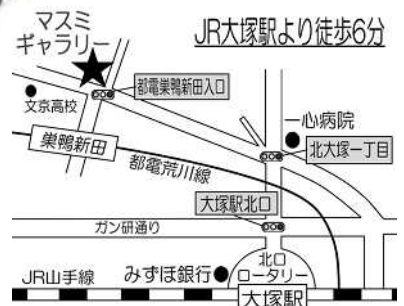 マスミ
ギャラリー
JR大塚駅より徒歩6分
都電巣鴨新田入口
文京高校
一心病院
巣鴨新田
北大塚一丁目
都電荒川線
大塚駅北口
ガン研通り
北口
ロータリー
みずほ銀行
JR山手線
大塚駅